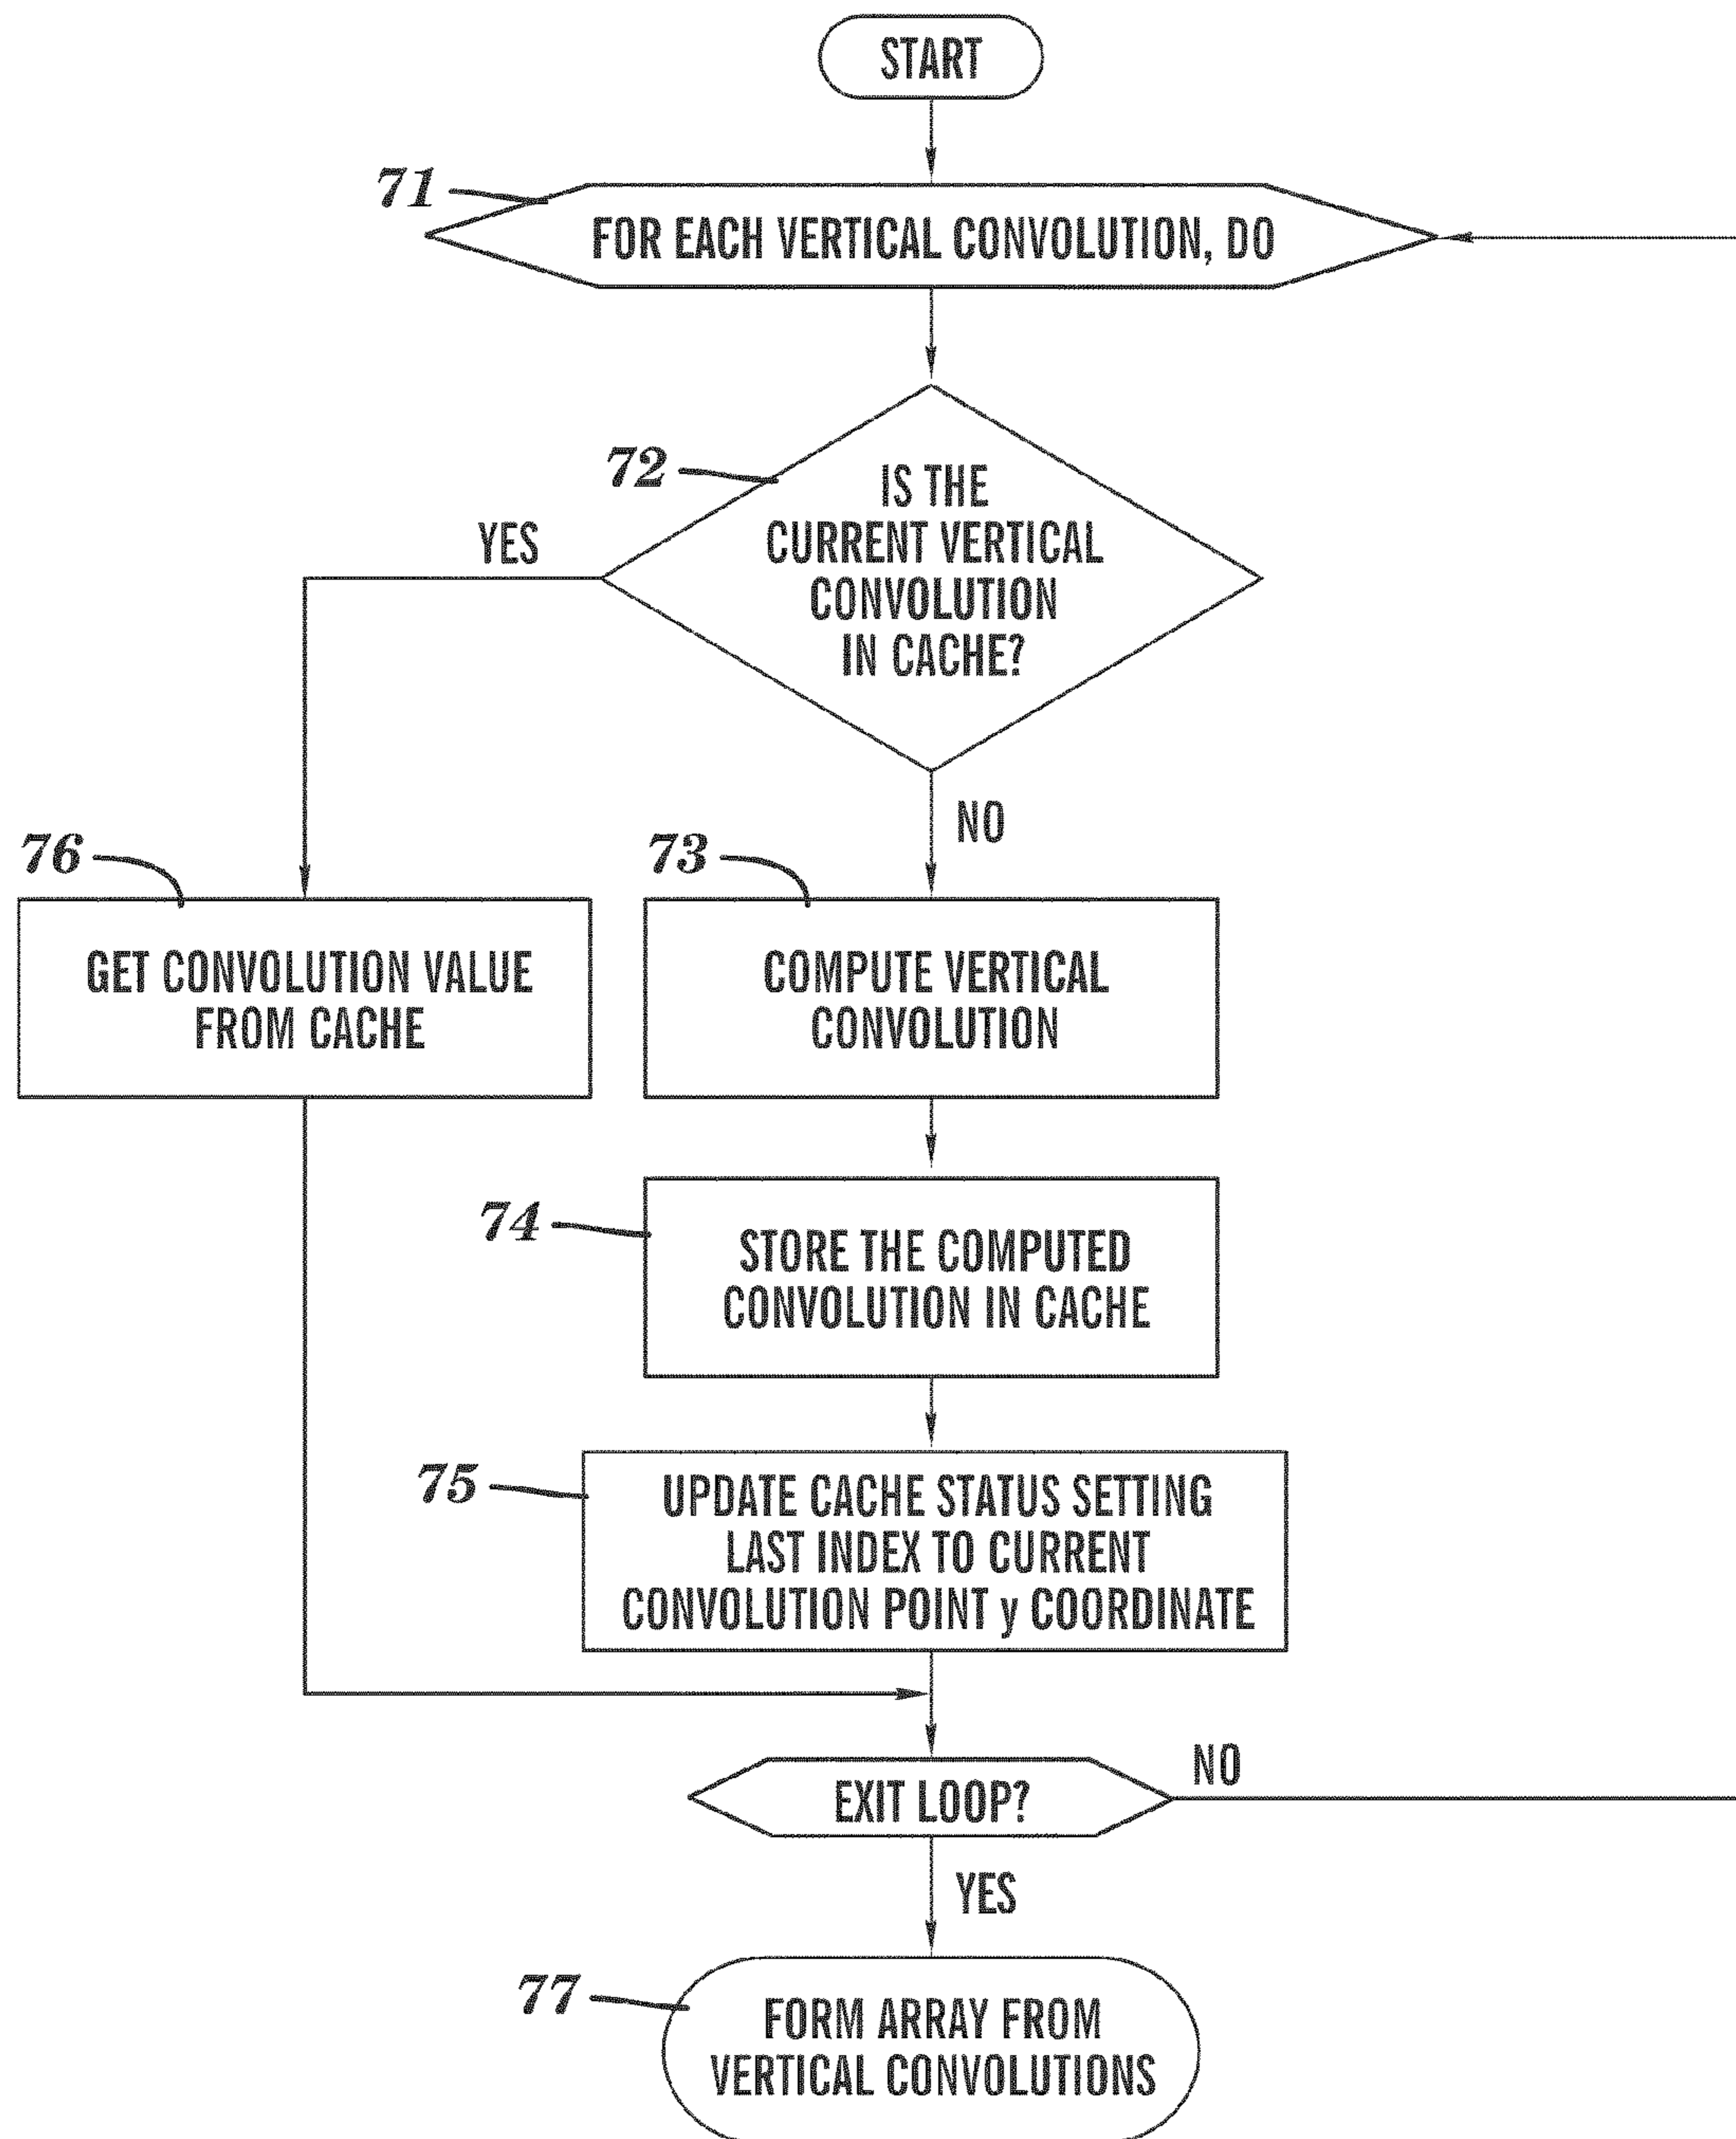 START
71
FOR EACH VERTICAL CONVOLUTION, DO
72
IS THE
CURRENT VERTICAL
CONVOLUTION
IN CACHE?
YES
NO
76
GET CONVOLUTION VALUE
FROM CACHE
73
COMPUTE VERTICAL
CONVOLUTION
74
STORE THE COMPUTED
CONVOLUTION IN CACHE
75
UPDATE CACHE STATUS SETTING
LAST INDEX TO CURRENT
CONVOLUTION POINT y COORDINATE
EXIT LOOP?
NO
YES
77
FORM ARRAY FROM
VERTICAL CONVOLUTIONS